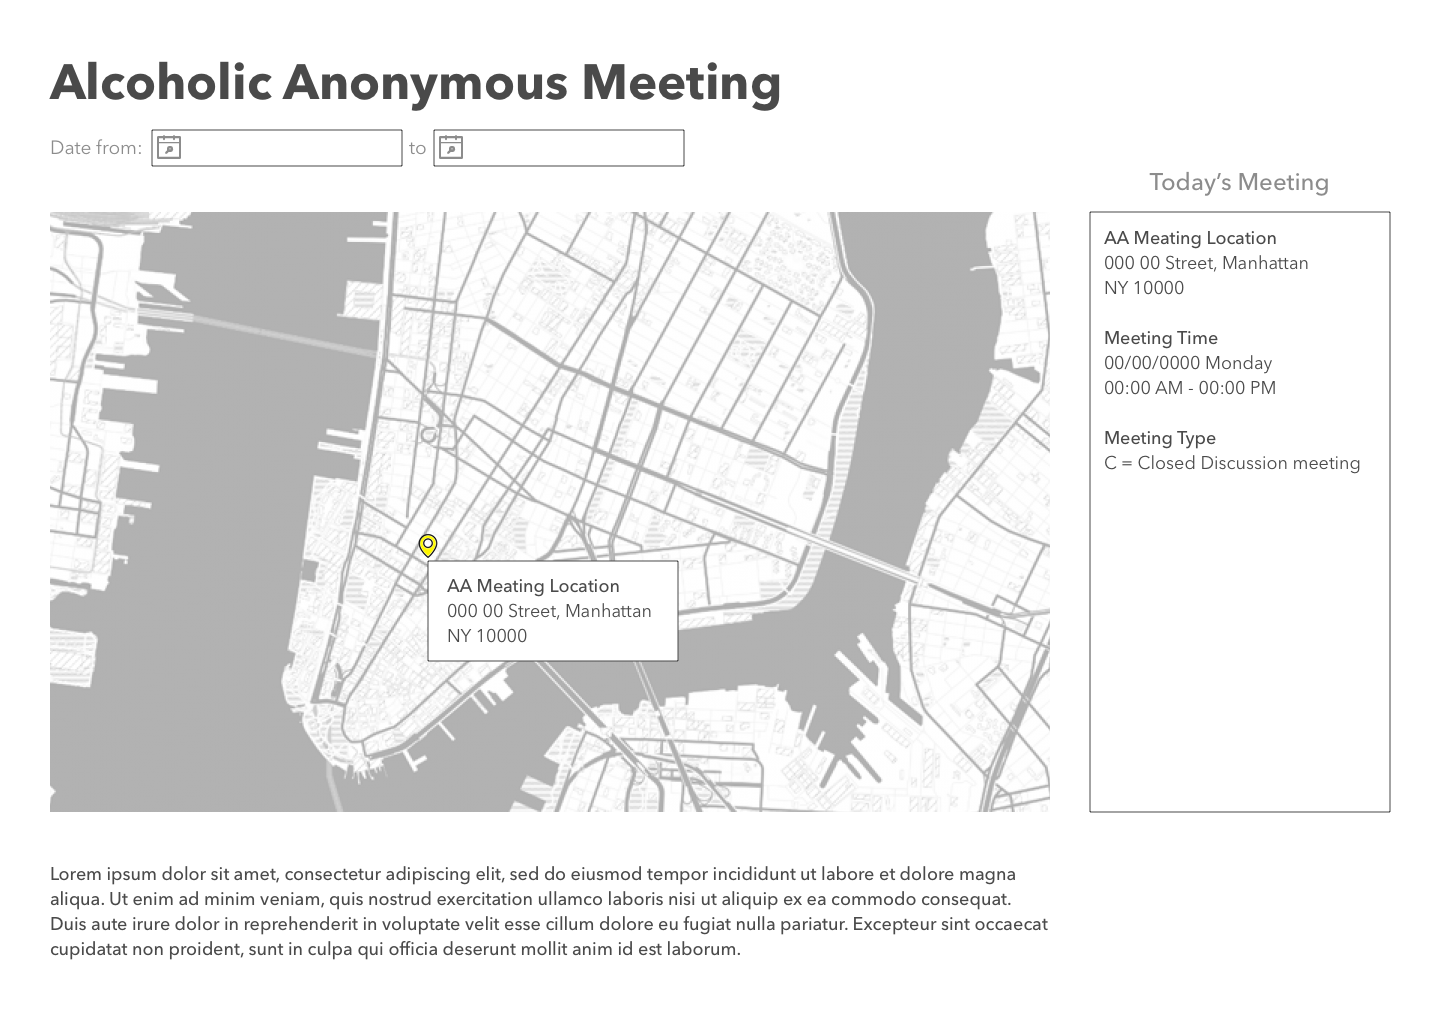 Alcoholic Anonymous Meeting
Date from: to
Today’s Meeting
AA Meating Location
000 00 Street, Manhattan
NY 10000
Meeting Time
00/00/0000 Monday
00:00 AM - 00:00 PM
Meeting Type
C = Closed Discussion meeting
AA Meating Location
000 00 Street, Manhattan
NY 10000
Lorem ipsum dolor sit amet, consectetur adipiscing elit, sed do eiusmod tempor incididunt ut labore et dolore magna
aliqua. Ut enim ad minim veniam, quis nostrud exercitation ullamco laboris nisi ut aliquip ex ea commodo consequat.
Duis aute irure dolor in reprehenderit in voluptate velit esse cillum dolore eu fugiat nulla pariatur. Excepteur sint occaecat
cupidatat non proident, sunt in culpa qui officia deserunt mollit anim id est laborum.